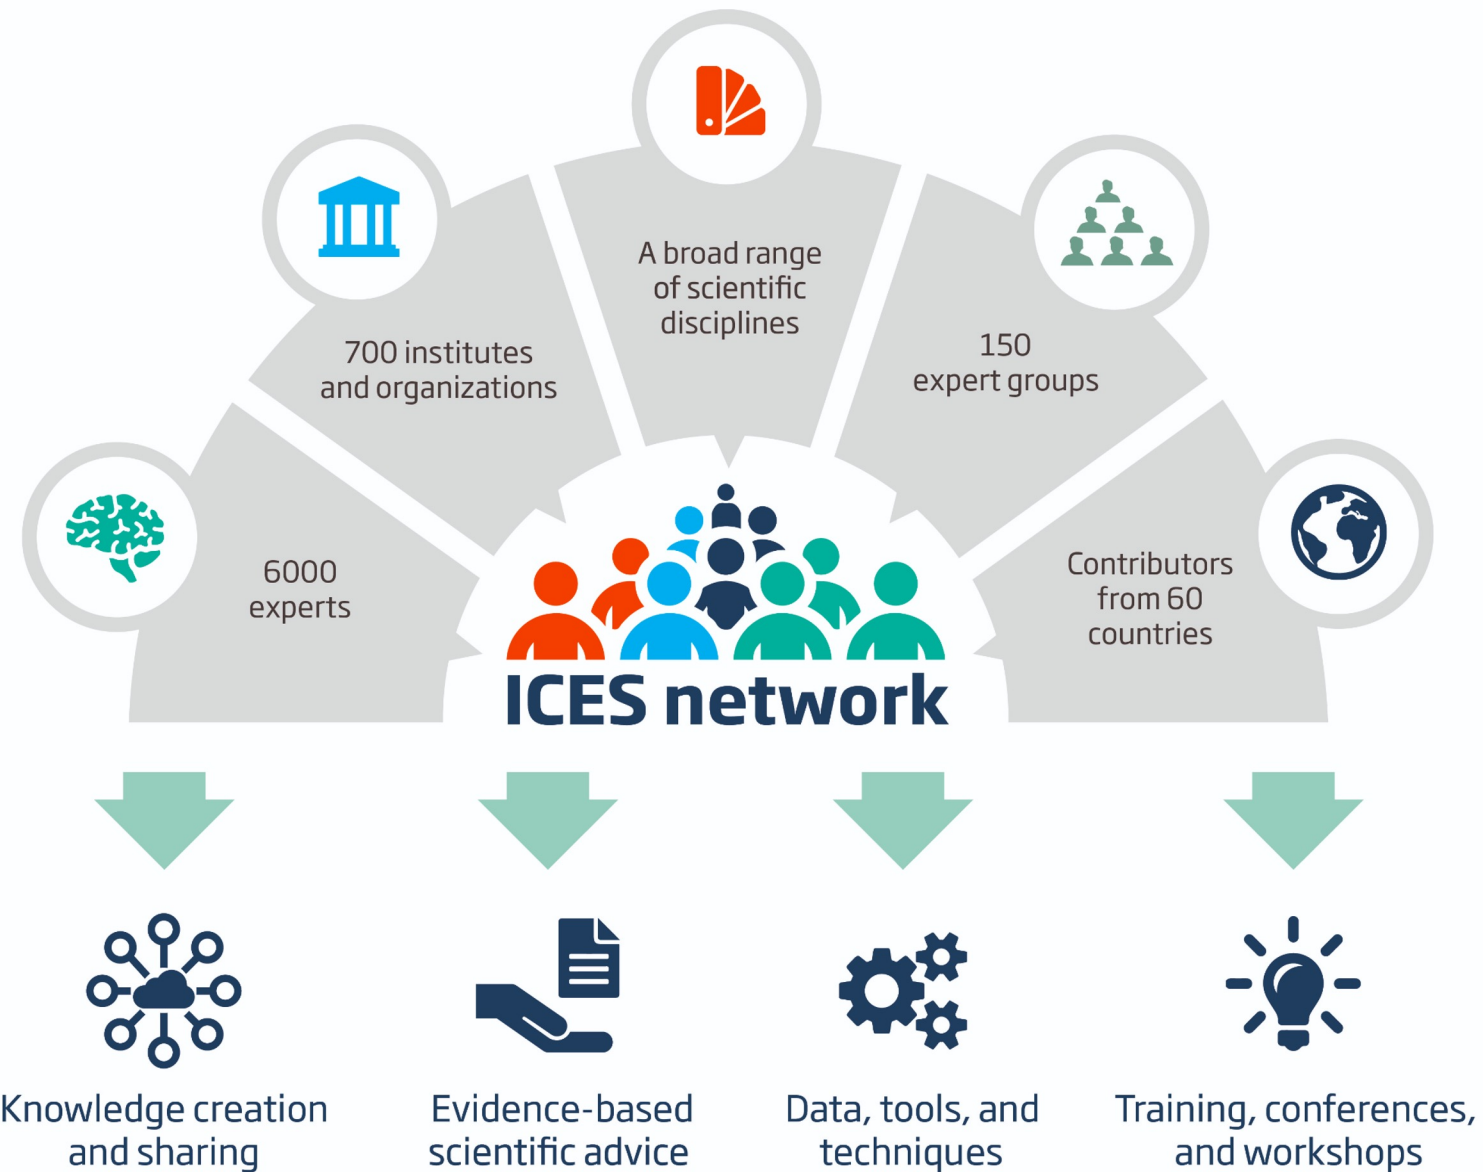 A broad range
of scientific
disciplines
700 institutes
and organizations
150
expert groups
6000
experts
Contributors
from 60
countries
ICES network
Knowledge creation
and sharing
Evidence-based
scientific advice
Data, tools, and
techniques
Training, conferences,
and workshops